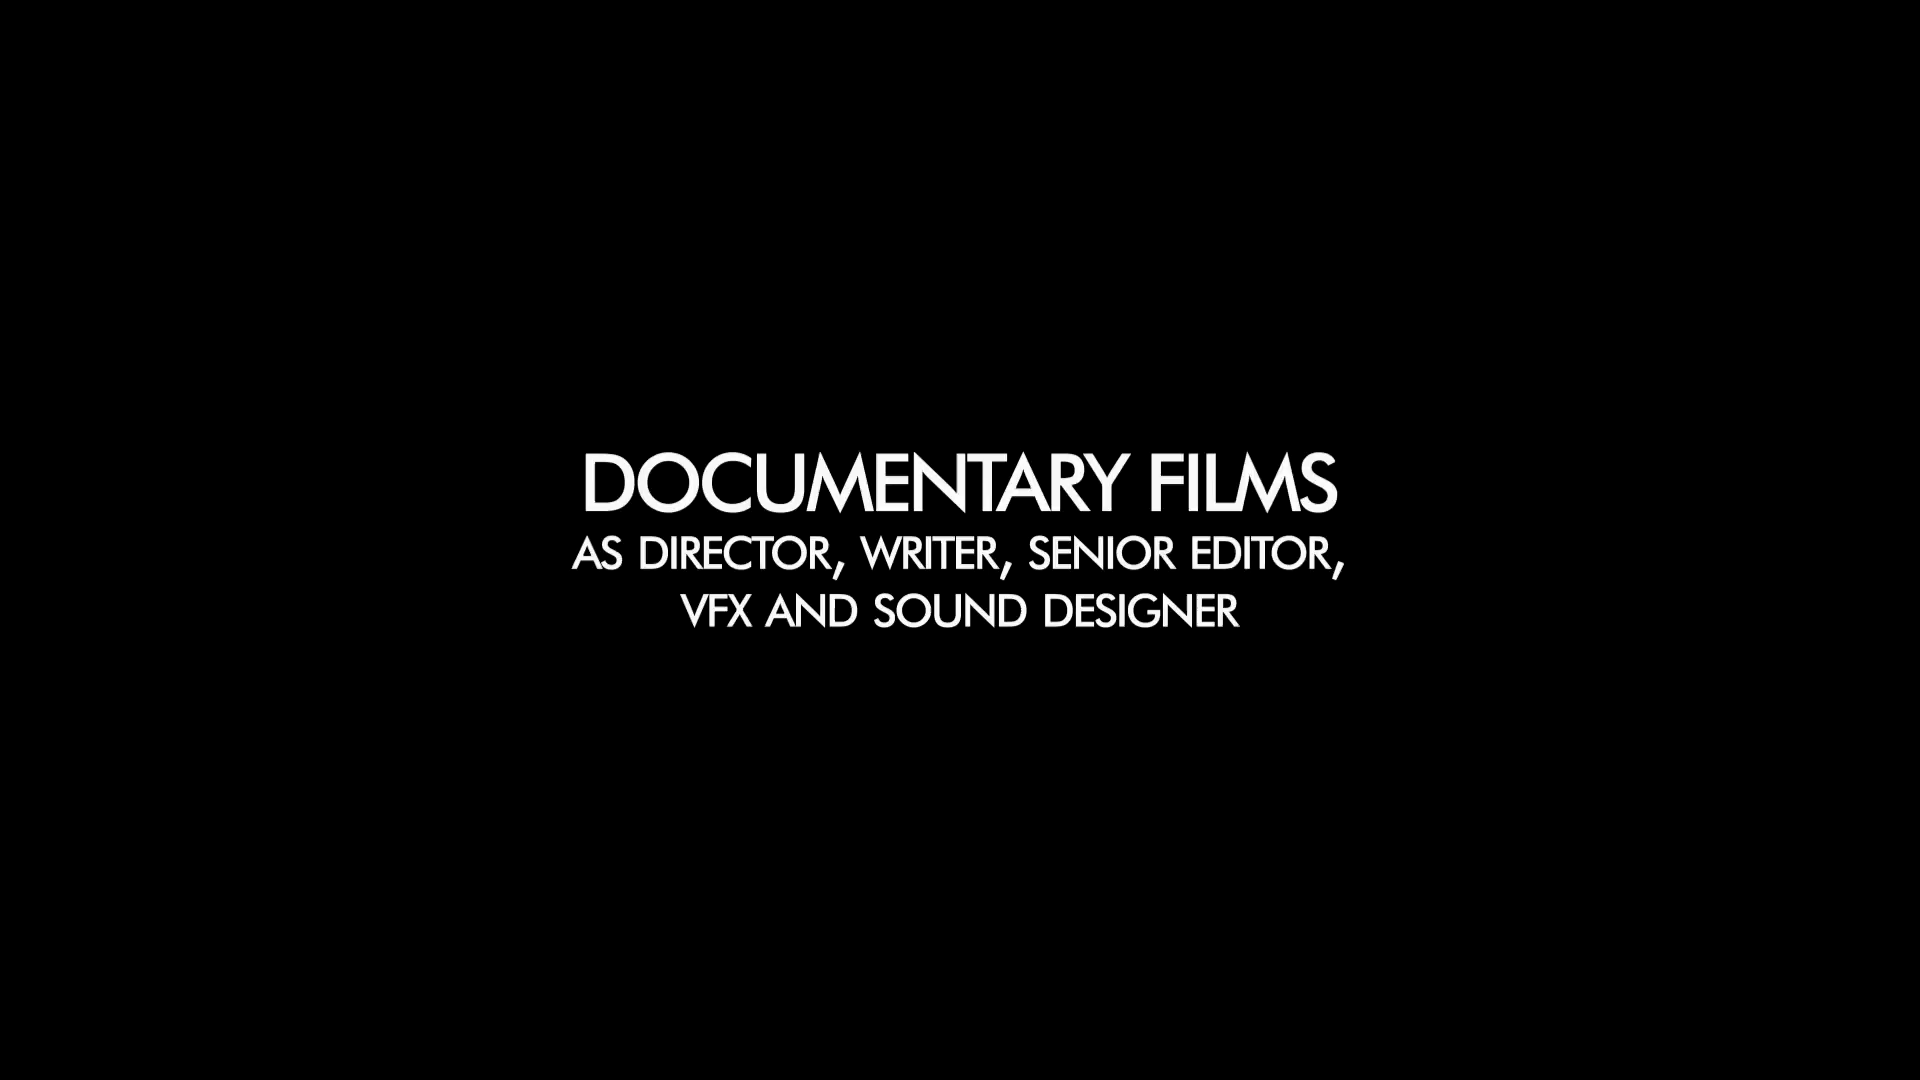 DOCUMENTARY FILMS
AS DIRECTOR, WRITER, SENIOR EDITOR,
VFX AND SOUND DESIGNER